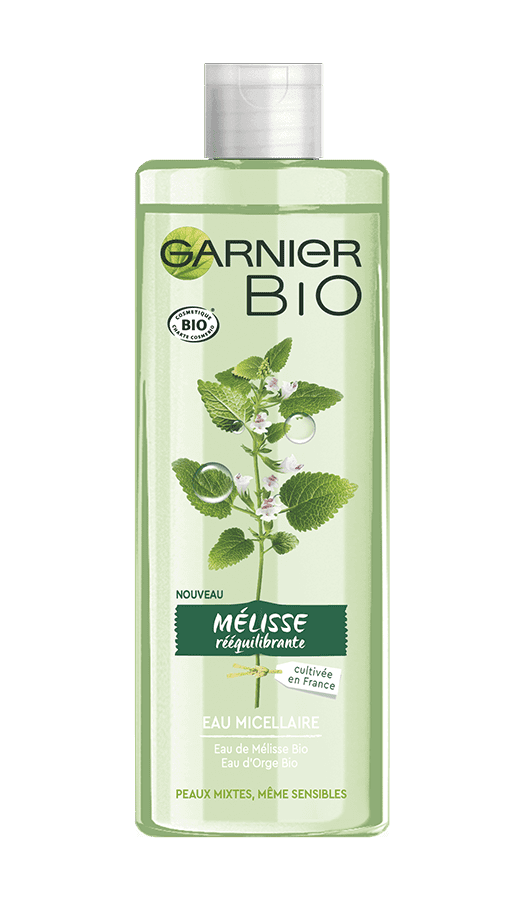 GARNIER
BIO
COSMETIQUE
BIO
CHARTE COSMEBIO
NOUVEAU
MÉLISSE
rééquilibrante
cultivée
en France
EAU MICELLAIRE
Eau de Mélisse Bio
Eau d'Orge Bio
PEAUX MIXTES, MÊME SENSIBLES